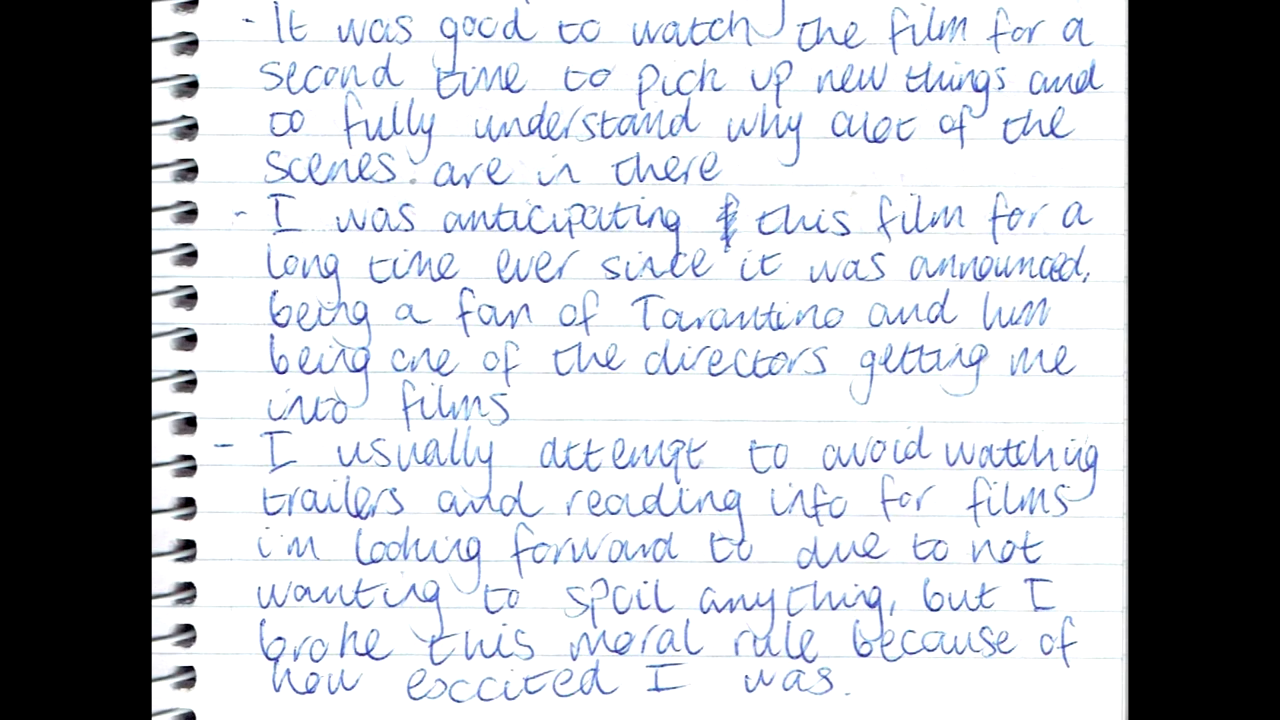 - It was good to watch the film for a
second time to pick up new things and
to fully understand why alot of the
scenes are in there
- I was anticipating this film for a
long time ever since it was announced,
being a fan of Tarantino and him
being one of the directors getting me
into films
- I usually attempt to avoid watching
trailers and reading info for films
i'm looking forward to due to not
wanting to spoil anything, but I
broke this moral rule because of
how excited I was.